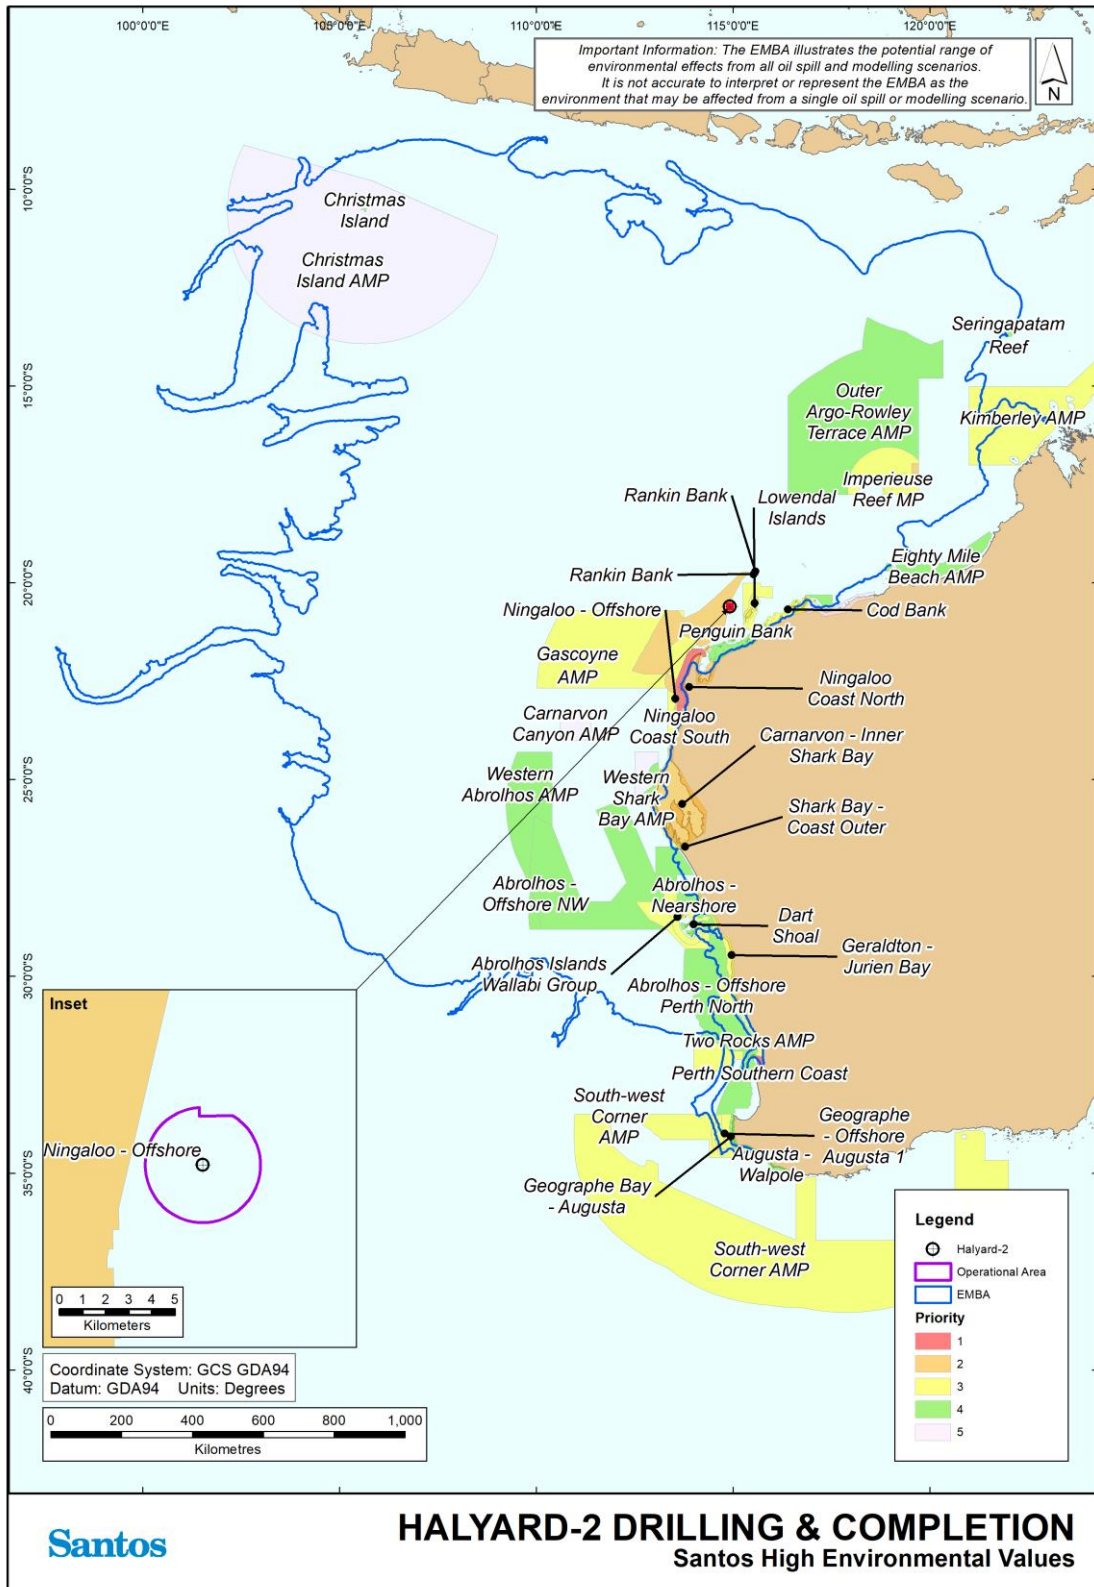 100°0'0"E
105°0'0"E
110°0'0"E
115°0'0"E
120°0'0"E
Important Information: The EMBA illustrates the potential range of
environmental effects from all oil spill and modelling scenarios.
It is not accurate to interpret or represent the EMBA as the
environment that may be affected from a single oil spill or modelling scenario.
N
10°0'0"S
15°0'0"S
20°0'0"S
25°0'0"S
30°0'0"S
35°0'0"S
40°0'0"S
Christmas
Island
Christmas
Island AMP
Seringapatam
Reef
Outer
Argo-Rowley
Terrace AMP
Kimberley AMP
Imperieuse
Reef MP
Rankin Bank
Lowendal
Islands
Rankin Bank
Eighty Mile
Beach AMP
Ningaloo - Offshore
Cod Bank
Penguin Bank
Gascoyne
AMP
Ningaloo
Coast North
Carnarvon
Canyon AMP
Ningaloo
Coast South
Carnarvon - Inner
Shark Bay
Western
Abrolhos AMP
Western
Shark
Bay AMP
Shark Bay -
Coast Outer
Abrolhos -
Offshore NW
Abrolhos -
Nearshore
Dart
Shoal
Geraldton -
Jurien Bay
Abrolhos Islands
Wallabi Group
Abrolhos - Offshore
Perth North
Two Rocks AMP
Perth Southern Coast
South-west
Corner
AMP
Geographe
- Offshore
Augusta 1
Augusta -
Walpole
Geographe Bay
- Augusta
South-west
Corner AMP
Inset
Ningaloo - Offshore
0 1 2 3 4 5
Kilometers
Coordinate System: GCS GDA94
Datum: GDA94 Units: Degrees
0 200 400 600 800 1,000
Kilometres
Legend
Halyard-2
Operational Area
EMBA
Priority
1
2
3
4
5
Santos
HALYARD-2 DRILLING & COMPLETION
Santos High Environmental Values